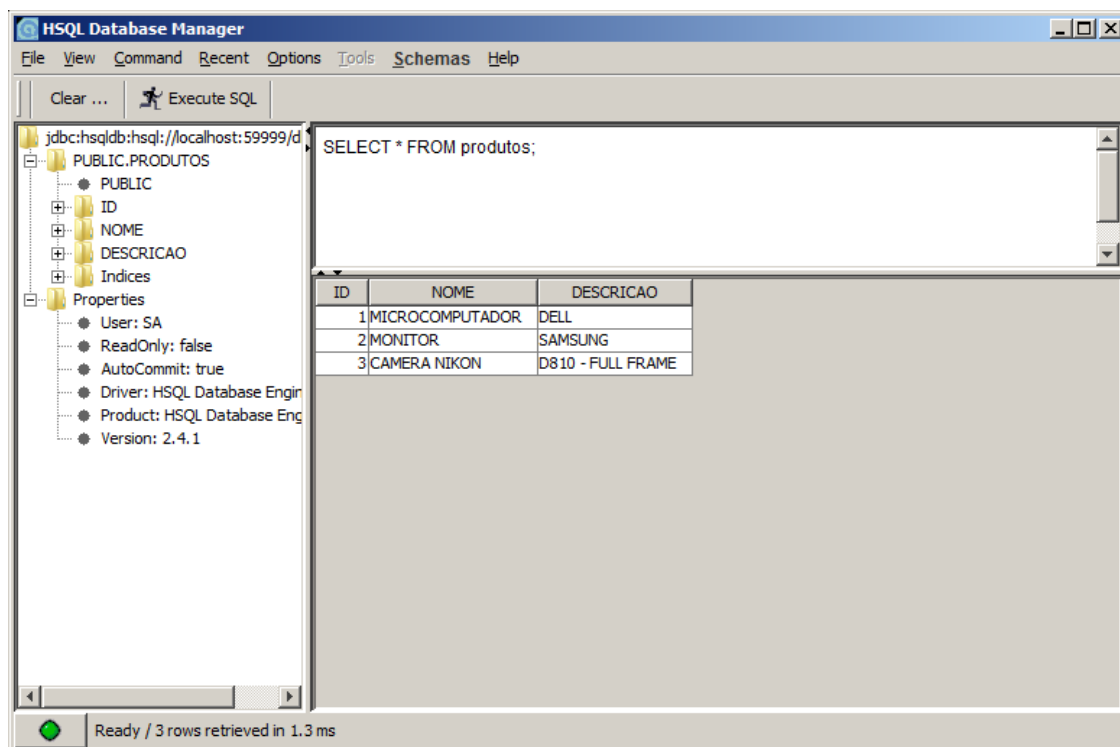 HSQL Database Manager
File View Command Recent Options Tools Schemas Help
Clear ... Execute SQL
jdbc:hsqldb:hsql://localhost:59999/d
PUBLIC.PRODUTOS
PUBLIC
ID
NOME
DESCRICAO
Indices
Properties
User: SA
ReadOnly: false
AutoCommit: true
Driver: HSQL Database Engin
Product: HSQL Database Eng
Version: 2.4.1
SELECT * FROM produtos;
ID NOME DESCRICAO
1 MICROCOMPUTADOR DELL
2 MONITOR SAMSUNG
3 CAMERA NIKON D810 - FULL FRAME
Ready / 3 rows retrieved in 1.3 ms